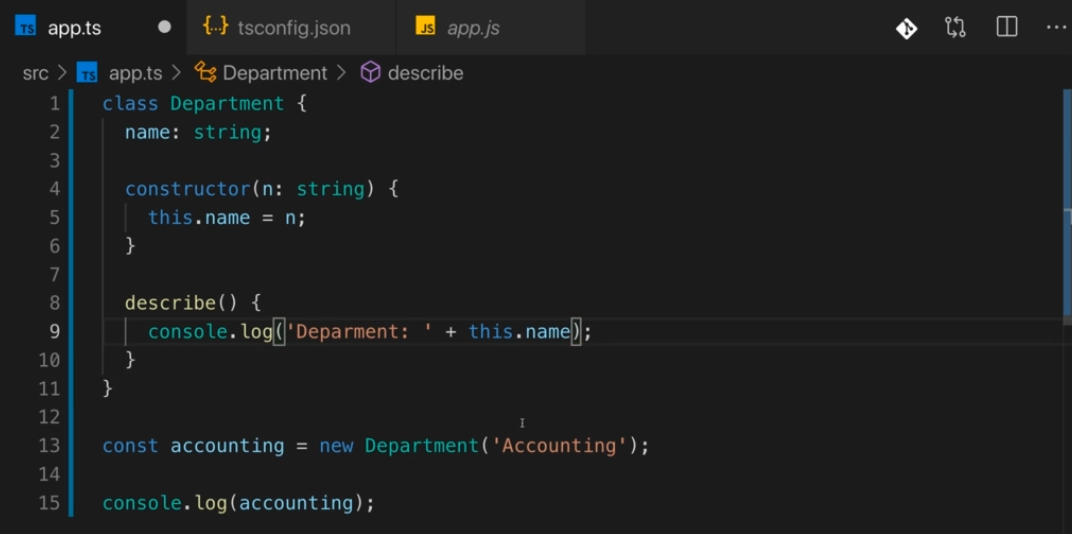 TS app.ts {..} tsconfig.json JS app.js ...
src > TS app.ts > Department > describe
1 class Department {
2   name: string;
3
4   constructor(n: string) {
5     this.name = n;
6   }
7
8   describe() {
9     console.log('Deparment: ' + this.name);
10   }
11 }
12
13 const accounting = new Department('Accounting');
14
15 console.log(accounting);